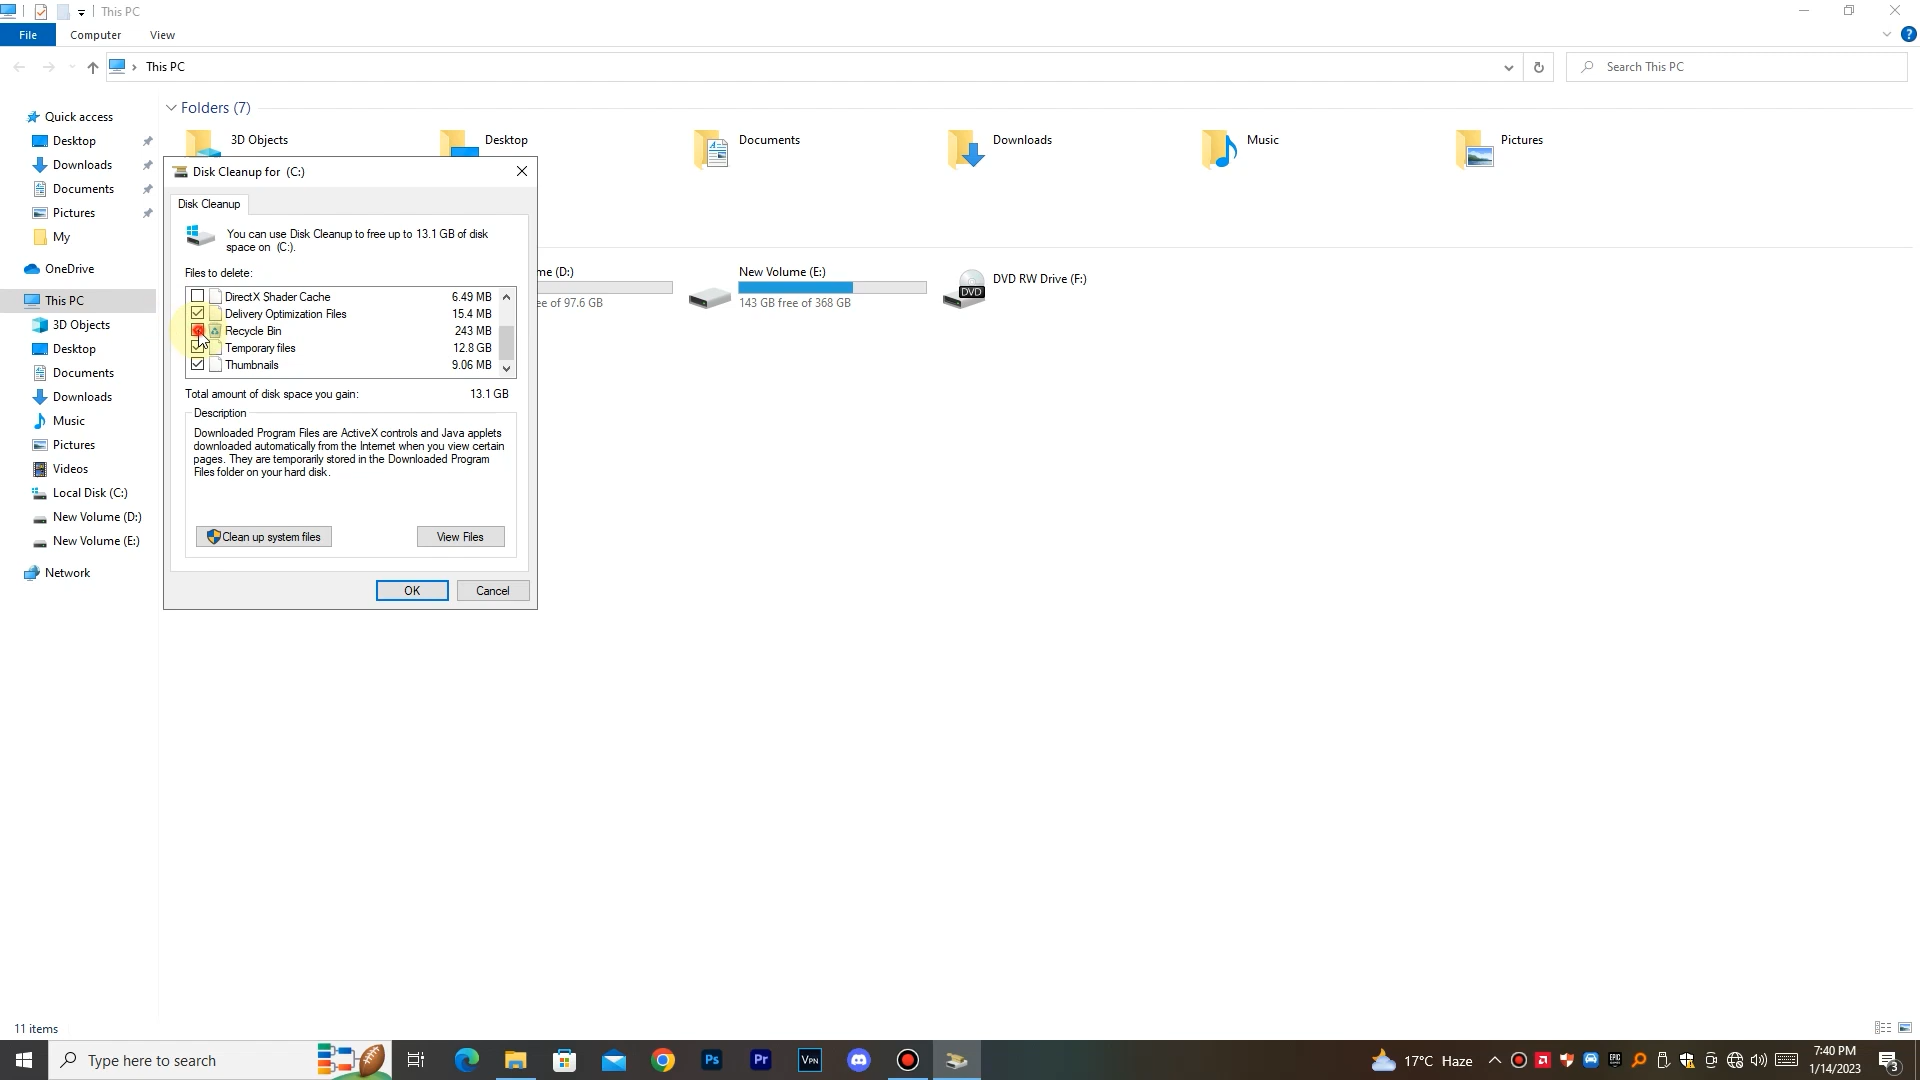 This PC
File Computer View
This PC
Search This PC
Quick access
Desktop
Downloads
Documents
Pictures
My
OneDrive
This PC
3D Objects
Desktop
Documents
Downloads
Music
Pictures
Videos
Local Disk (C:)
New Volume (D:)
New Volume (E:)
Network
Folders (7)
3D Objects
Desktop
Documents
Downloads
Music
Pictures
me (D:)
ee of 97.6 GB
New Volume (E:)
143 GB free of 368 GB
DVD
DVD RW Drive (F:)
Disk Cleanup for (C:)
Disk Cleanup
You can use Disk Cleanup to free up to 13.1 GB of disk
space on (C:).
Files to delete:
DirectX Shader Cache 6.49 MB
Delivery Optimization Files 15.4 MB
Recycle Bin 243 MB
Temporary files 12.8 GB
Thumbnails 9.06 MB
Total amount of disk space you gain: 13.1 GB
Description
Downloaded Program Files are ActiveX controls and Java applets
downloaded automatically from the Internet when you view certain
pages. They are temporarily stored in the Downloaded Program
Files folder on your hard disk.
Clean up system files
View Files
OK
Cancel
11 items
Type here to search
Ps
Pr
VPN
17°C Haze
EPIC
7:40 PM
1/14/2023
3